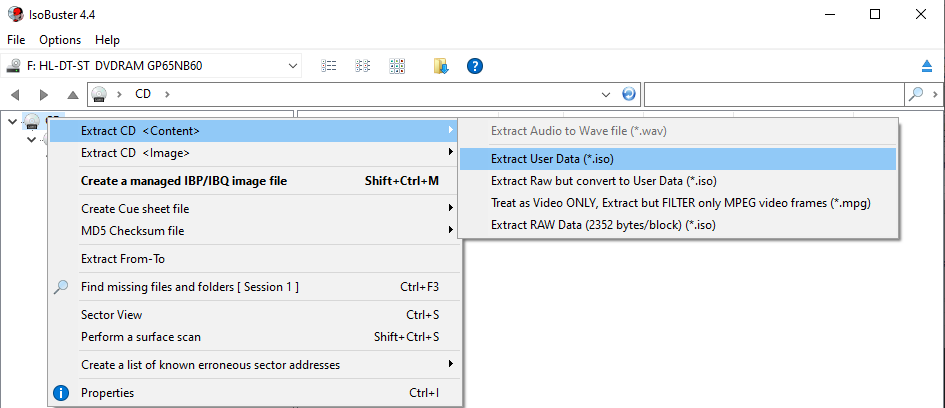 IsoBuster 4.4
File Options Help
F: HL-DT-ST DVDRAM GP65NB60
CD
Extract CD <Content>
Extract CD <Image>
Create a managed IBP/IBQ image file Shift+Ctrl+M
Create Cue sheet file
MD5 Checksum file
Extract From-To
Find missing files and folders [ Session 1 ] Ctrl+F3
Sector View Ctrl+S
Perform a surface scan Shift+Ctrl+S
Create a list of known erroneous sector addresses
Properties Ctrl+I
Extract Audio to Wave file (*.wav)
Extract User Data (*.iso)
Extract Raw but convert to User Data (*.iso)
Treat as Video ONLY, Extract but FILTER only MPEG video frames (*.mpg)
Extract RAW Data (2352 bytes/block) (*.iso)